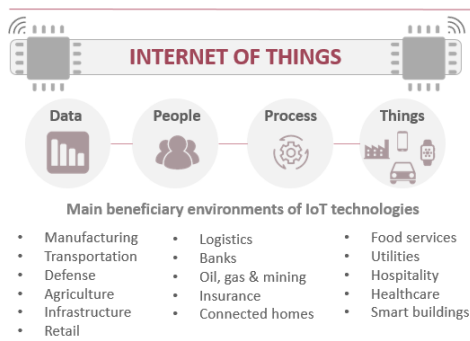 INTERNET OF THINGS
Data
People
Process
Things
Main beneficiary environments of IoT technologies
• Manufacturing
• Transportation
• Defense
• Agriculture
• Infrastructure
• Retail
• Logistics
• Banks
• Oil, gas & mining
• Insurance
• Connected homes
• Food services
• Utilities
• Hospitality
• Healthcare
• Smart buildings